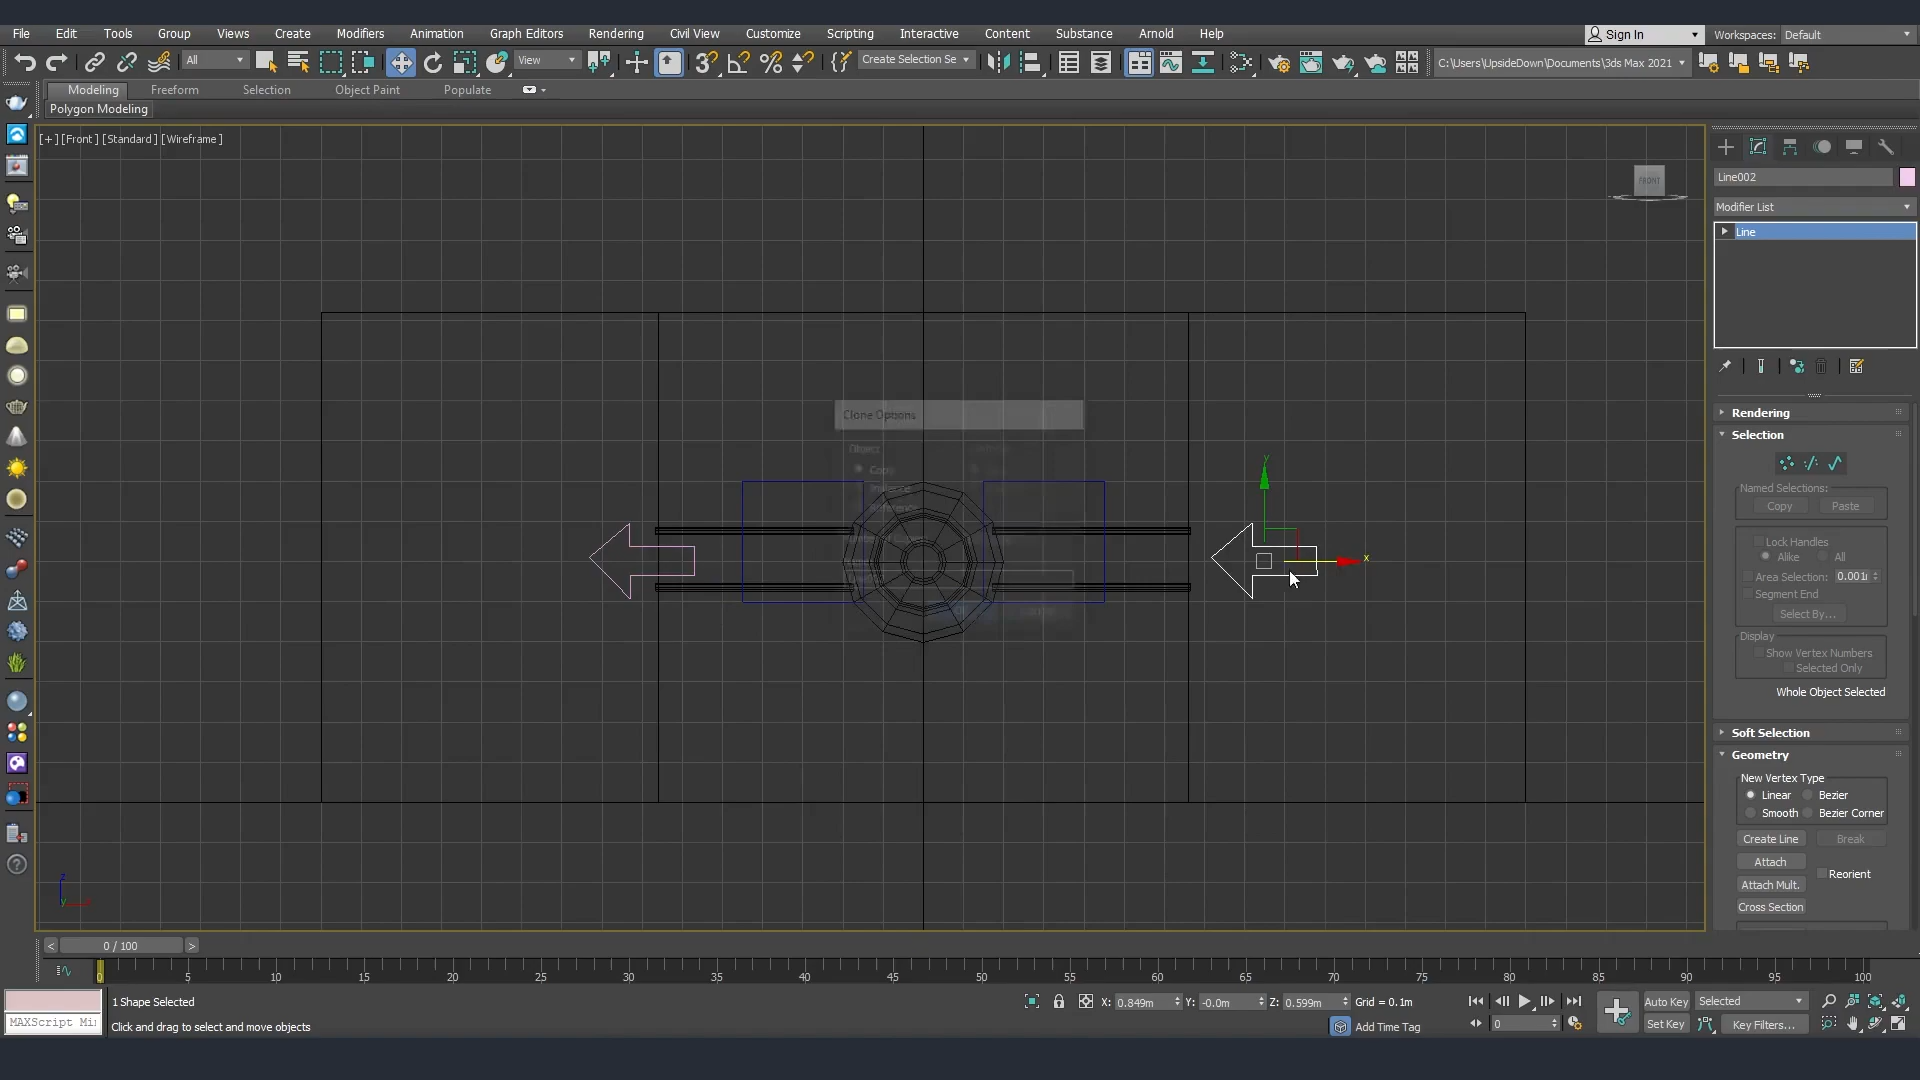 File Edit Tools Group Views Create Modifiers Animation Graph Editors Rendering Civil View Customize Scripting Interactive Content Substance Arnold Help Sign In Workspaces: Default
All View Create Selection Se C:\Users\UpsideDown\Documents\3ds Max 2021
Modeling Freeform Selection Object Paint Populate
Polygon Modeling
[+] [Front] [Standard] [Wireframe]
FRONT
Line002
Modifier List
Line
Rendering
Selection
Named Selections:
Copy Paste
Lock Handles
Alike All
Area Selection: 0.001
Segment End
Select By...
Display
Show Vertex Numbers
Selected Only
Whole Object Selected
Soft Selection
Geometry
New Vertex Type
Linear Bezier
Smooth Bezier Corner
Create Line Break
Attach
Reorient
Attach Mult.
Cross Section
Clone Options
Object
Copy
Instance
Reference
y
x
z
y
< 0 / 100 >
0 5 10 15 20 25 30 35 40 45 50 55 60 65 70 75 80 85 90 95 100
1 Shape Selected X: 0.849m Y: -0.0m Z: 0.599m Grid = 0.1m Auto Key Selected
MAXScript Mi Click and drag to select and move objects Add Time Tag 0 Set Key Key Filters...